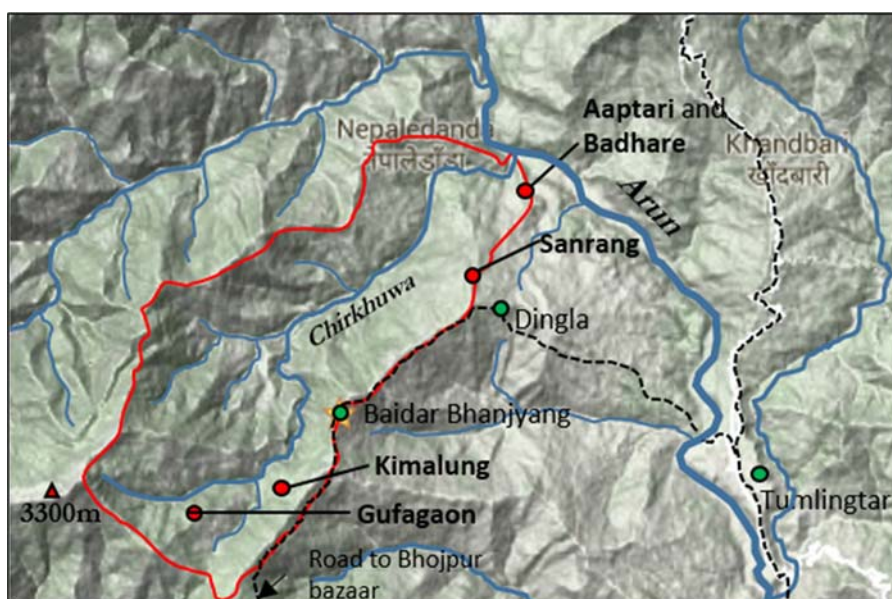 Aaptari and
Badhare
Nepaledanda
नेपालेडाँडा
Khandbari
खाँदबारी
Arun
Sanrang
Chirkhuwa
Dingla
Baidar Bhanjyang
Kimalung
3300m
Gufagaon
Tumlingtar
Road to Bhojpur
bazaar